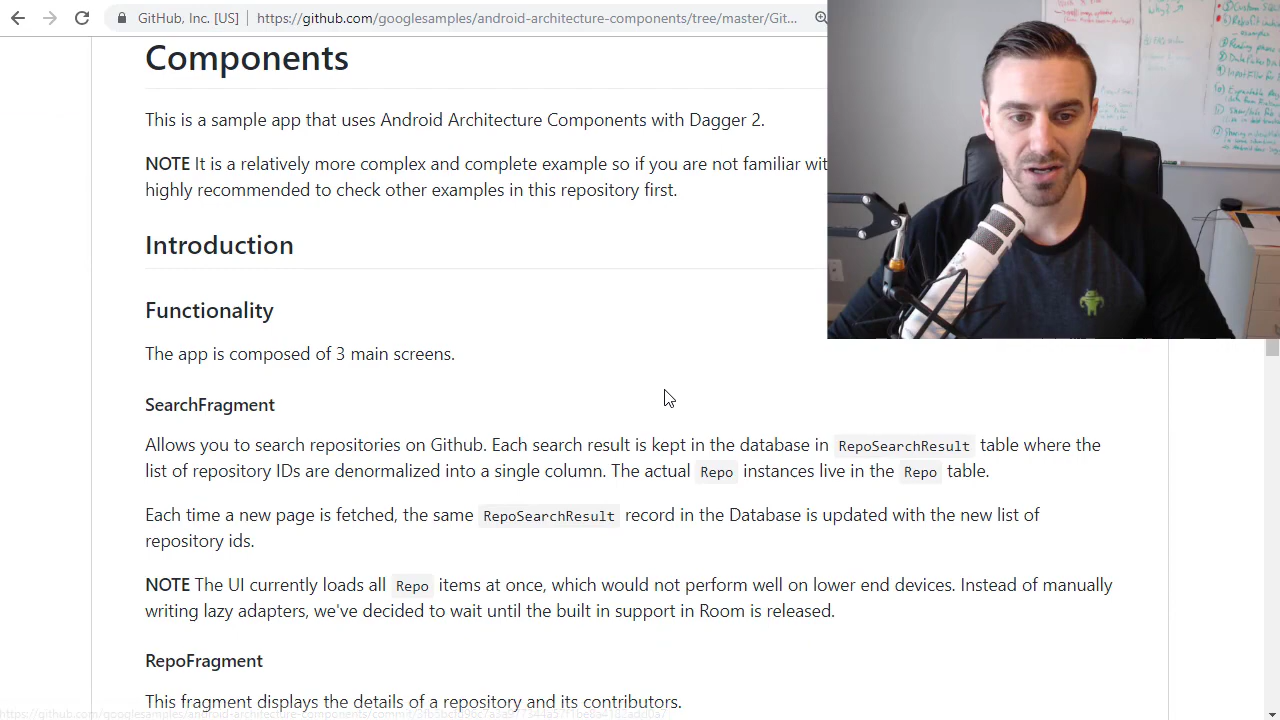 GitHub, Inc. [US]
https://github.com/googlesamples/android-architecture-components/tree/master/Git...
Components
This is a sample app that uses Android Architecture Components with Dagger 2.
NOTE It is a relatively more complex and complete example so if you are not familiar wit
highly recommended to check other examples in this repository first.
Introduction
Functionality
The app is composed of 3 main screens.
SearchFragment
Allows you to search repositories on Github. Each search result is kept in the database in RepoSearchResult table where the
list of repository IDs are denormalized into a single column. The actual Repo instances live in the Repo table.
Each time a new page is fetched, the same RepoSearchResult record in the Database is updated with the new list of
repository ids.
NOTE The UI currently loads all Repo items at once, which would not perform well on lower end devices. Instead of manually
writing lazy adapters, we've decided to wait until the built in support in Room is released.
RepoFragment
This fragment displays the details of a repository and its contributors.